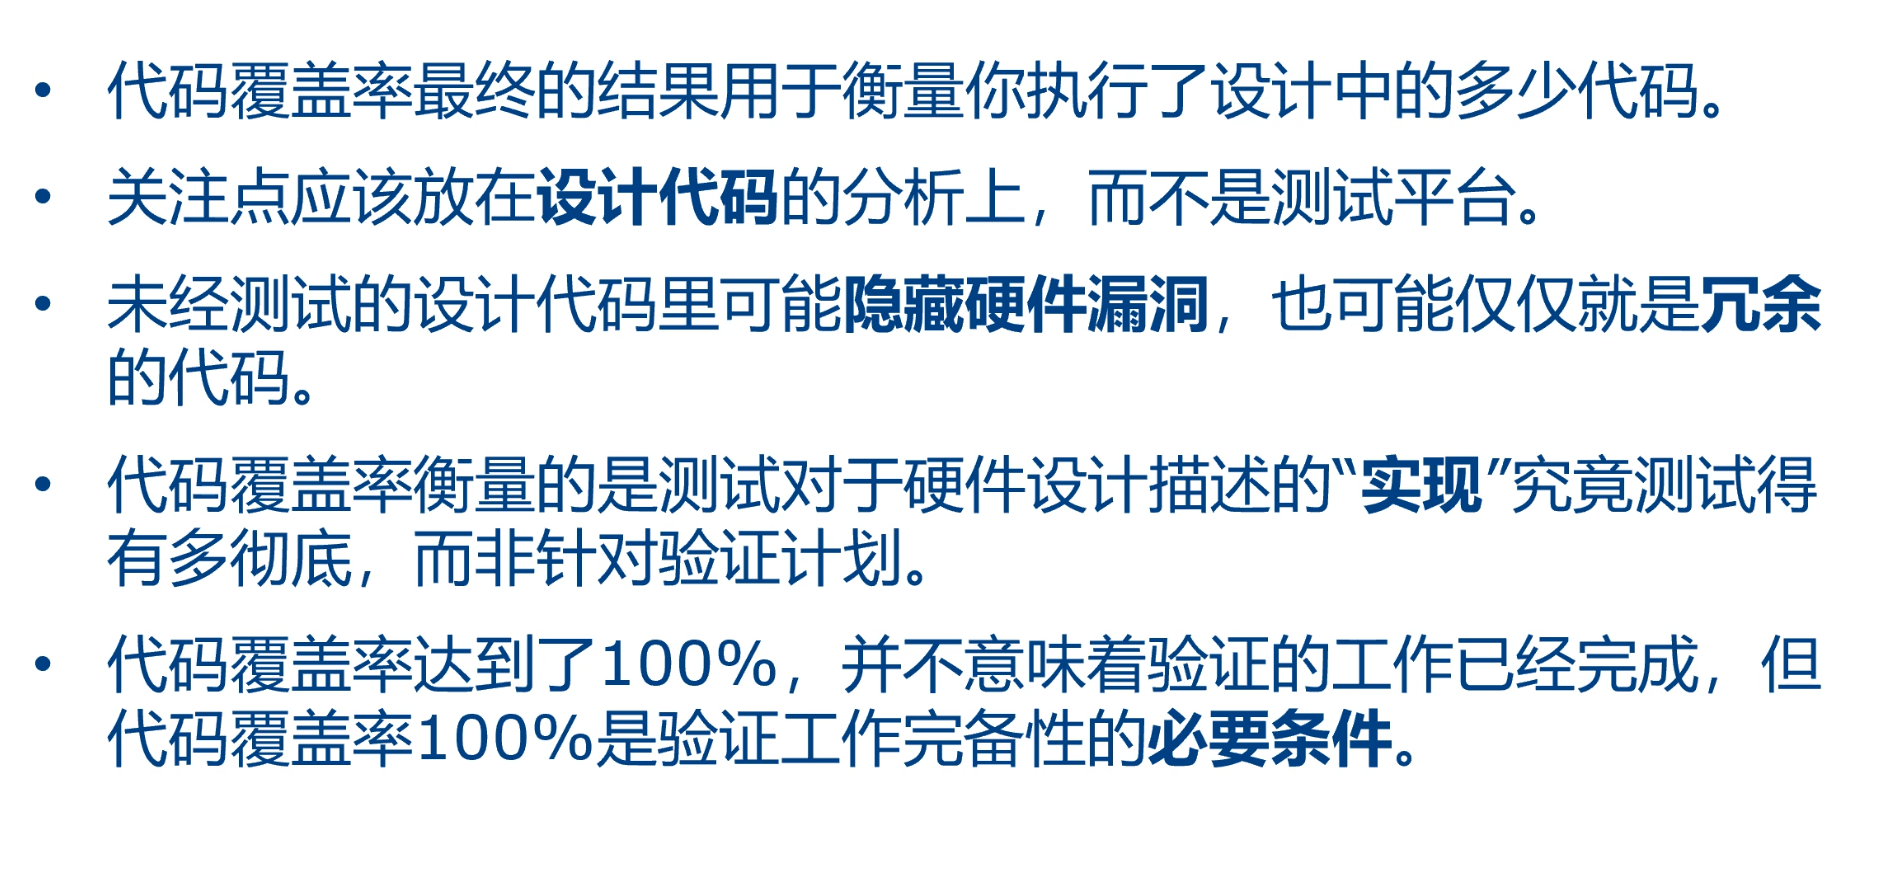 • 代码覆盖率最终的结果用于衡量你执行了设计中的多少代码。
• 关注点应该放在设计代码的分析上，而不是测试平台。
• 未经测试的设计代码里可能隐藏硬件漏洞，也可能仅仅就是冗余
的代码。
• 代码覆盖率衡量的是测试对于硬件设计描述的“实现”究竟测试得
有多彻底，而非针对验证计划。
• 代码覆盖率达到了100%，并不意味着验证的工作已经完成，但
代码覆盖率100%是验证工作完备性的必要条件。